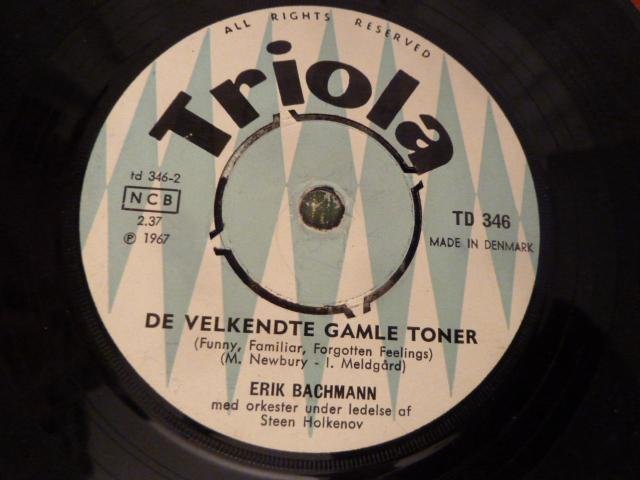 ALL RIGHTS RESERVED
Triola
td 346-2
NCB
2.37
℗ 1967
TD 346
MADE IN DENMARK
DE VELKENDTE GAMLE TONER
(Funny, Familiar, Forgotten Feelings)
(M. Newbury - I. Meldgård)
ERIK BACHMANN
med orkester under ledelse af
Steen Holkenov